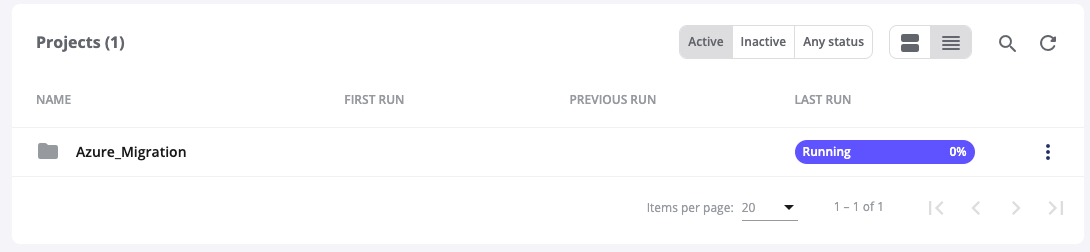 Projects (1) Active Inactive Any status
NAME FIRST RUN PREVIOUS RUN LAST RUN
Azure_Migration Running 0%
Items per page: 20 1 – 1 of 1